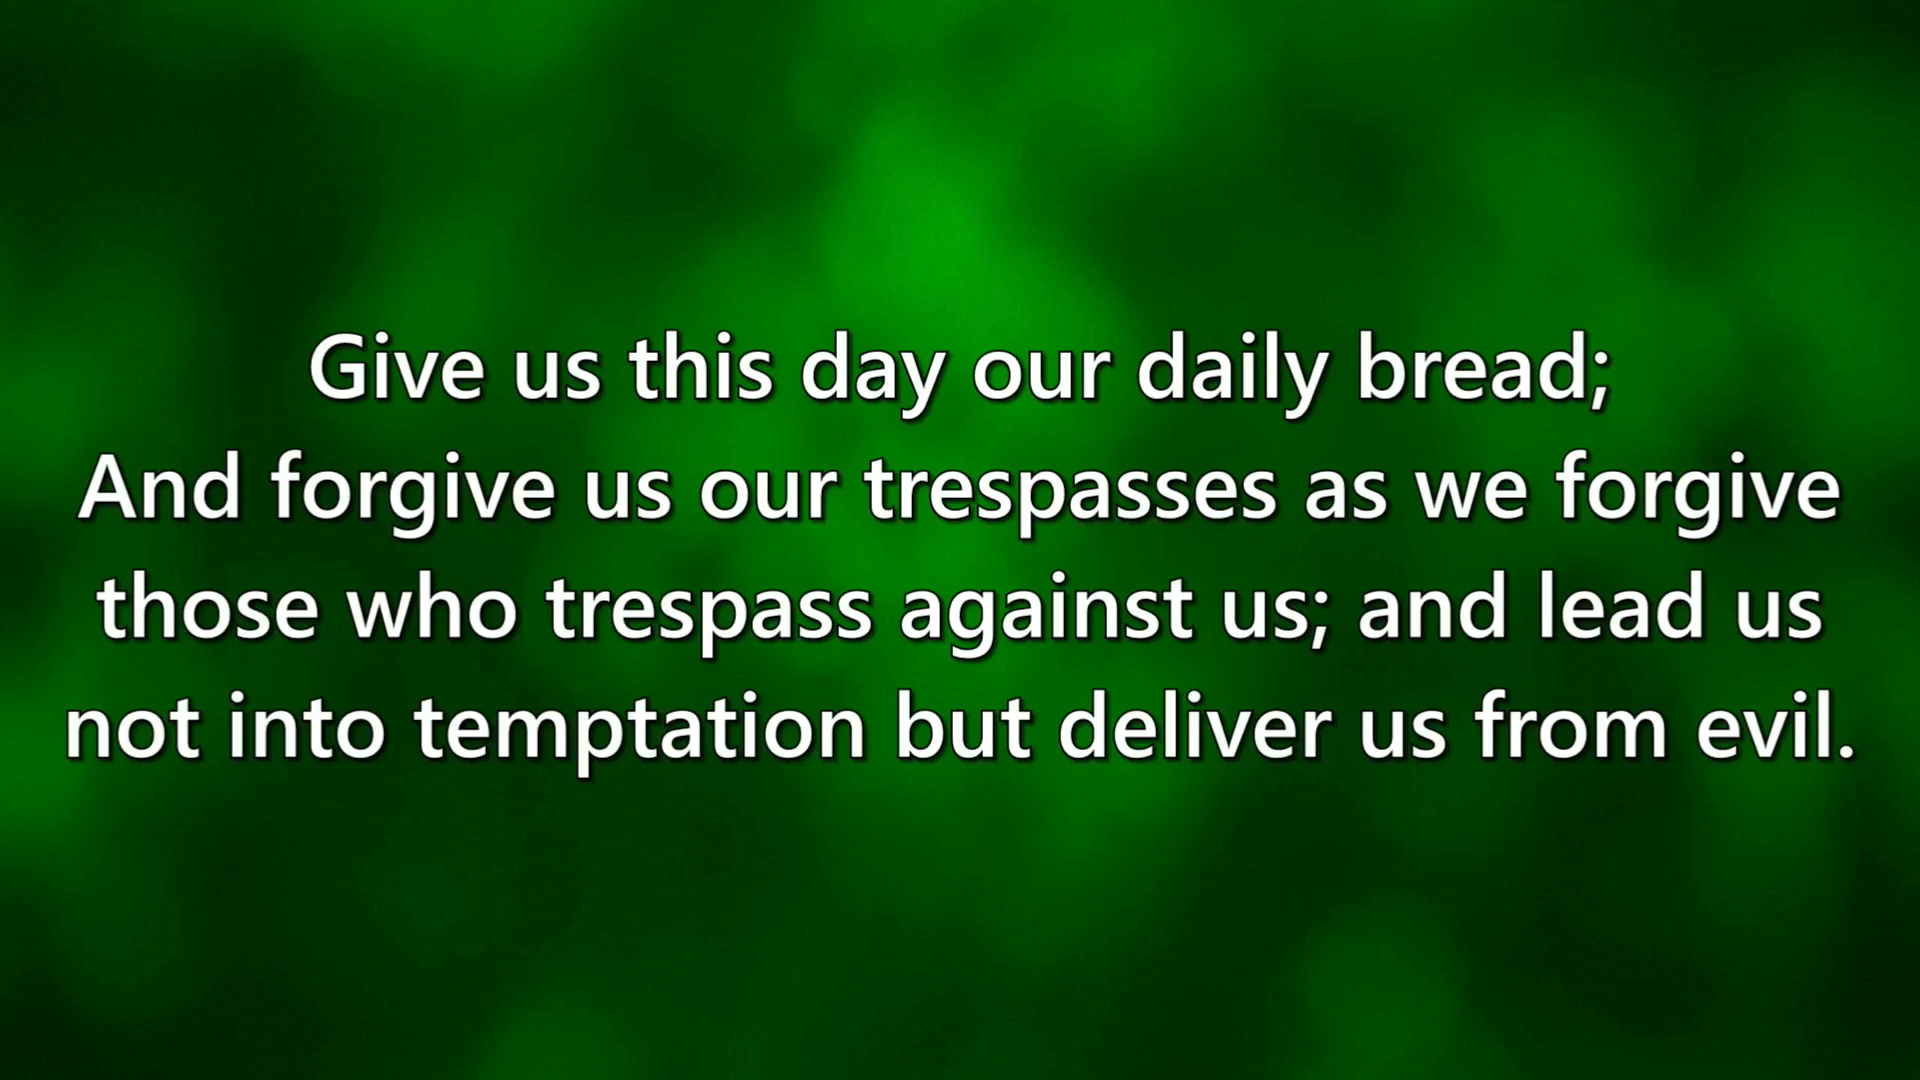 Give us this day our daily bread;
And forgive us our trespasses as we forgive
those who trespass against us; and lead us
not into temptation but deliver us from evil.